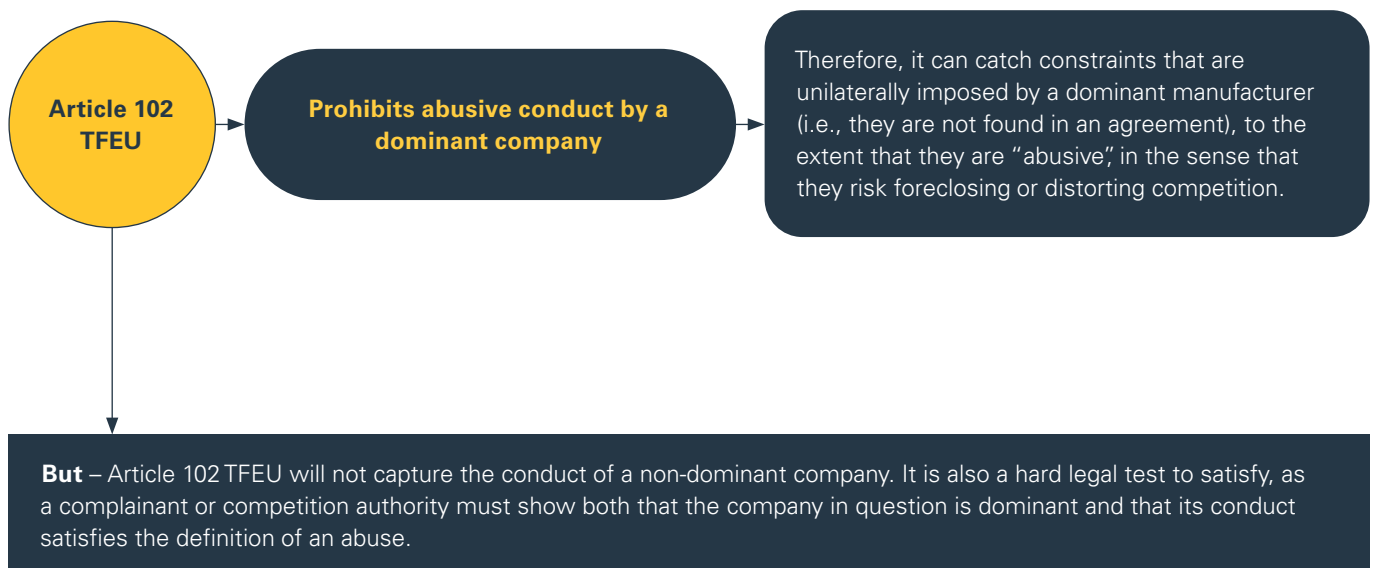 Article 102
TFEU
Prohibits abusive conduct by a
dominant company
Therefore, it can catch constraints that are
unilaterally imposed by a dominant manufacturer
(i.e., they are not found in an agreement), to the
extent that they are “abusive”, in the sense that
they risk foreclosing or distorting competition.
But – Article 102 TFEU will not capture the conduct of a non-dominant company. It is also a hard legal test to satisfy, as
a complainant or competition authority must show both that the company in question is dominant and that its conduct
satisfies the definition of an abuse.